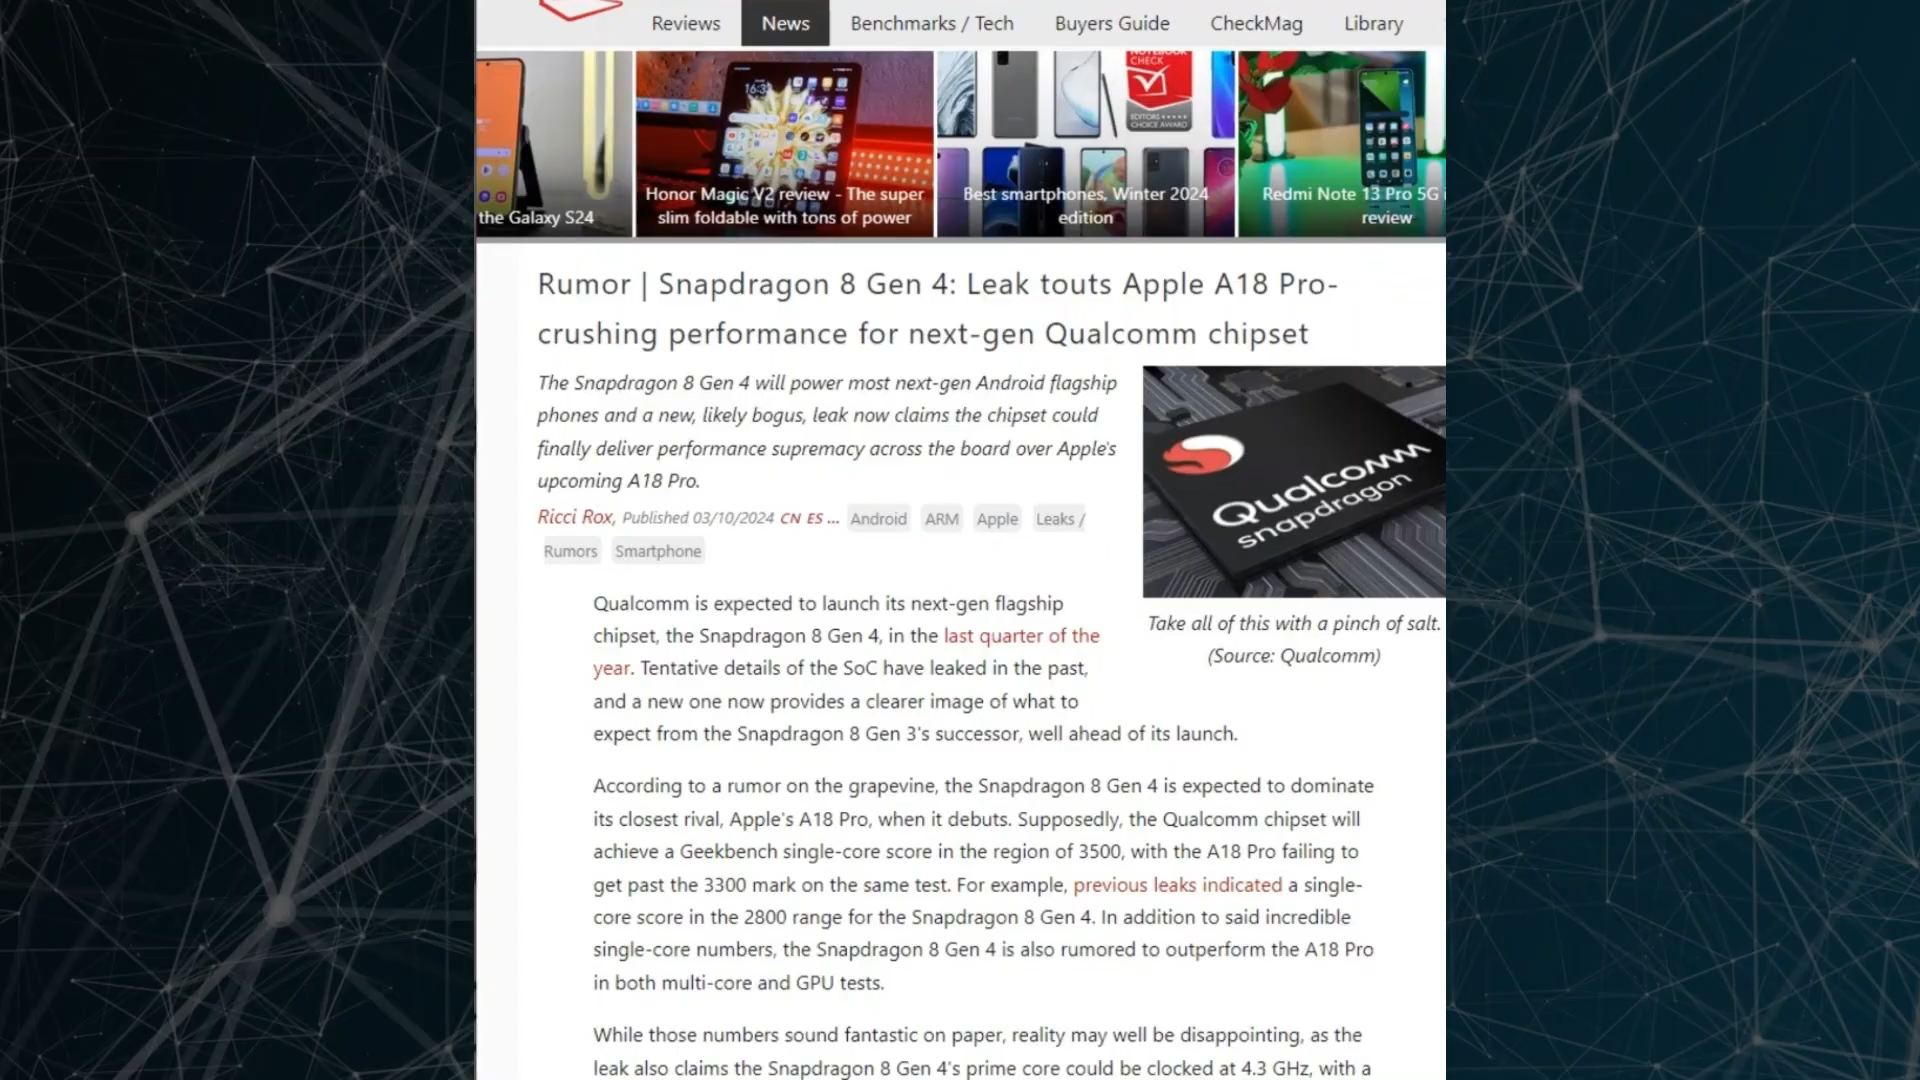 Reviews News Benchmarks / Tech Buyers Guide CheckMag Library
the Galaxy S24
16:32
Honor Magic V2 review - The super
slim foldable with tons of power
NOTEBOOK
CHECK
EDITORS
CHOICE AWARD
Best smartphones, Winter 2024
edition
Redmi Note 13 Pro 5G
review
Rumor | Snapdragon 8 Gen 4: Leak touts Apple A18 Pro-
crushing performance for next-gen Qualcomm chipset
The Snapdragon 8 Gen 4 will power most next-gen Android flagship
phones and a new, likely bogus, leak now claims the chipset could
finally deliver performance supremacy across the board over Apple's
upcoming A18 Pro.
Ricci Rox, Published 03/10/2024 CN ES ... Android ARM Apple Leaks /
Rumors Smartphone
Qualcomm
snapdragon
Take all of this with a pinch of salt.
(Source: Qualcomm)
Qualcomm is expected to launch its next-gen flagship
chipset, the Snapdragon 8 Gen 4, in the last quarter of the
year. Tentative details of the SoC have leaked in the past,
and a new one now provides a clearer image of what to
expect from the Snapdragon 8 Gen 3's successor, well ahead of its launch.
According to a rumor on the grapevine, the Snapdragon 8 Gen 4 is expected to dominate
its closest rival, Apple's A18 Pro, when it debuts. Supposedly, the Qualcomm chipset will
achieve a Geekbench single-core score in the region of 3500, with the A18 Pro failing to
get past the 3300 mark on the same test. For example, previous leaks indicated a single-
core score in the 2800 range for the Snapdragon 8 Gen 4. In addition to said incredible
single-core numbers, the Snapdragon 8 Gen 4 is also rumored to outperform the A18 Pro
in both multi-core and GPU tests.
While those numbers sound fantastic on paper, reality may well be disappointing, as the
leak also claims the Snapdragon 8 Gen 4's prime core could be clocked at 4.3 GHz, with a